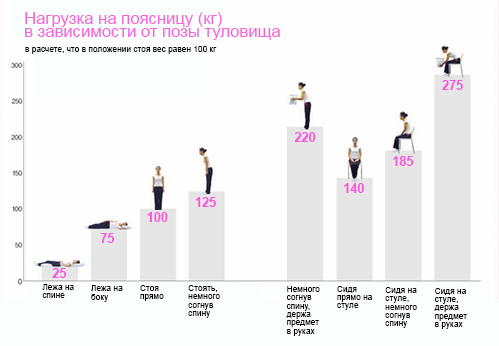 Нагрузка на поясницу (кг)
в зависимости от позы туловища
в расчете, что в положении стоя вес равен 100 кг
300
250
200
150
100
50
0
25
75
100
125
220
140
185
275
Лежа на
спине
Лежа на
боку
Стоя
прямо
Стоять,
немного
согнув
спину
Немного
согнув
спину,
держа
предмет
в руках
Сидя
прямо на
стуле
Сидя на
стуле,
немного
согнув
спину
Сидя на
стуле,
держа
предмет
в руках